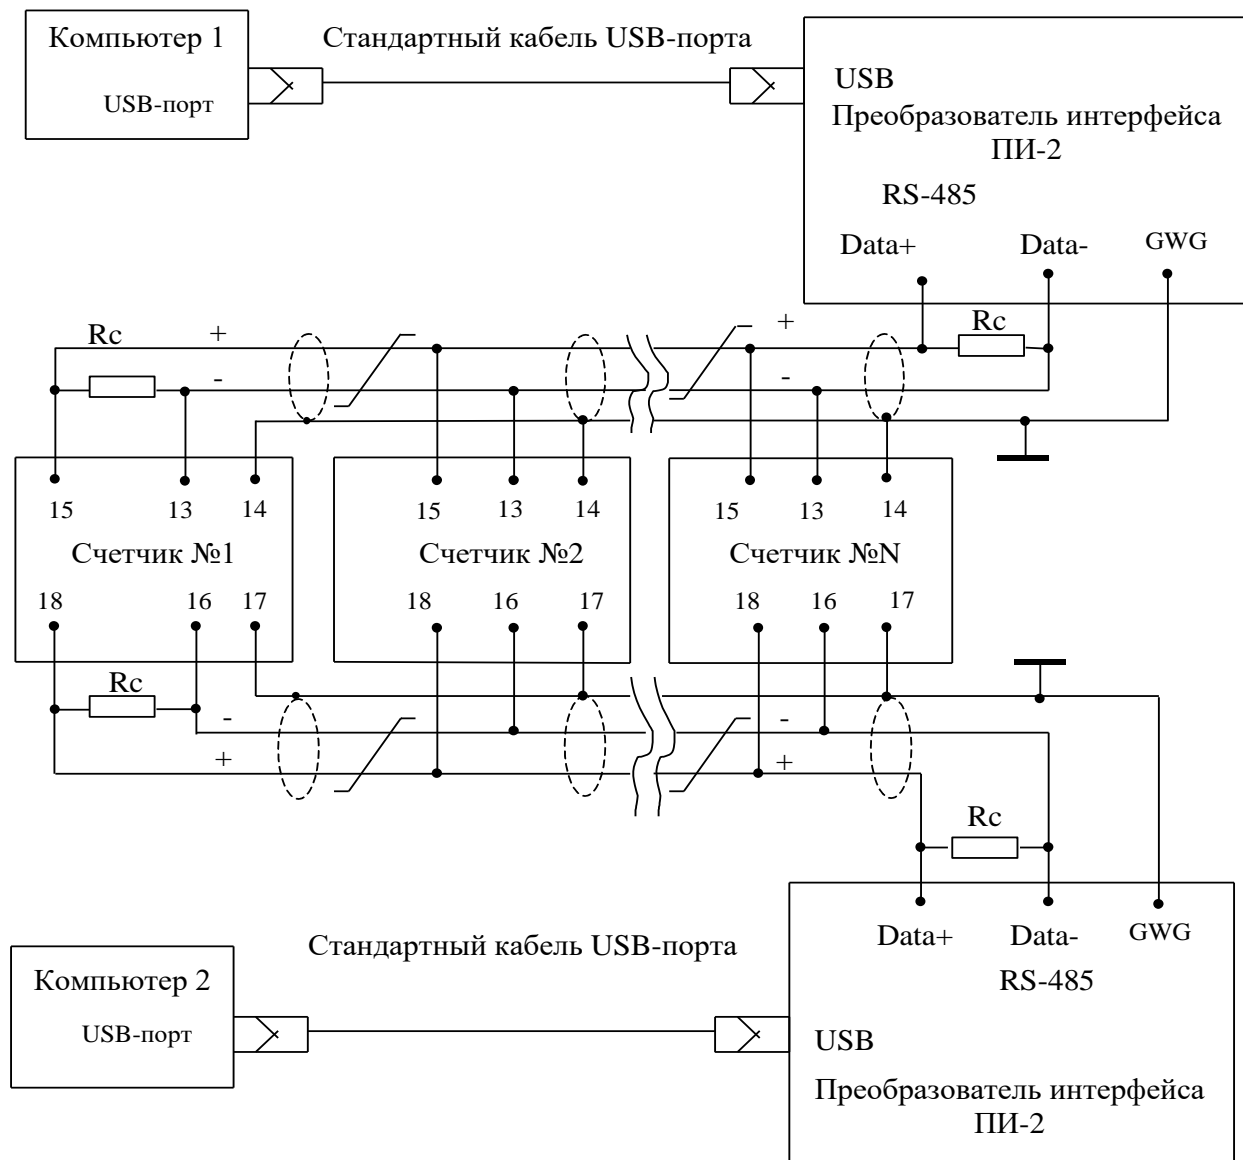 Компьютер 1
USB-порт
Стандартный кабель USB-порта
USB
Преобразователь интерфейса
ПИ-2
RS-485
Data+
Data-
GWG
Rc
+
+
Rc
-
-
15
13
14
15
13
14
15
13
14
Счетчик №1
Счетчик №2
Счетчик №N
18
16
17
18
16
17
18
16
17
Rc
-
-
+
+
Rc
Data+
Data-
GWG
RS-485
Стандартный кабель USB-порта
Компьютер 2
USB-порт
USB
Преобразователь интерфейса
ПИ-2